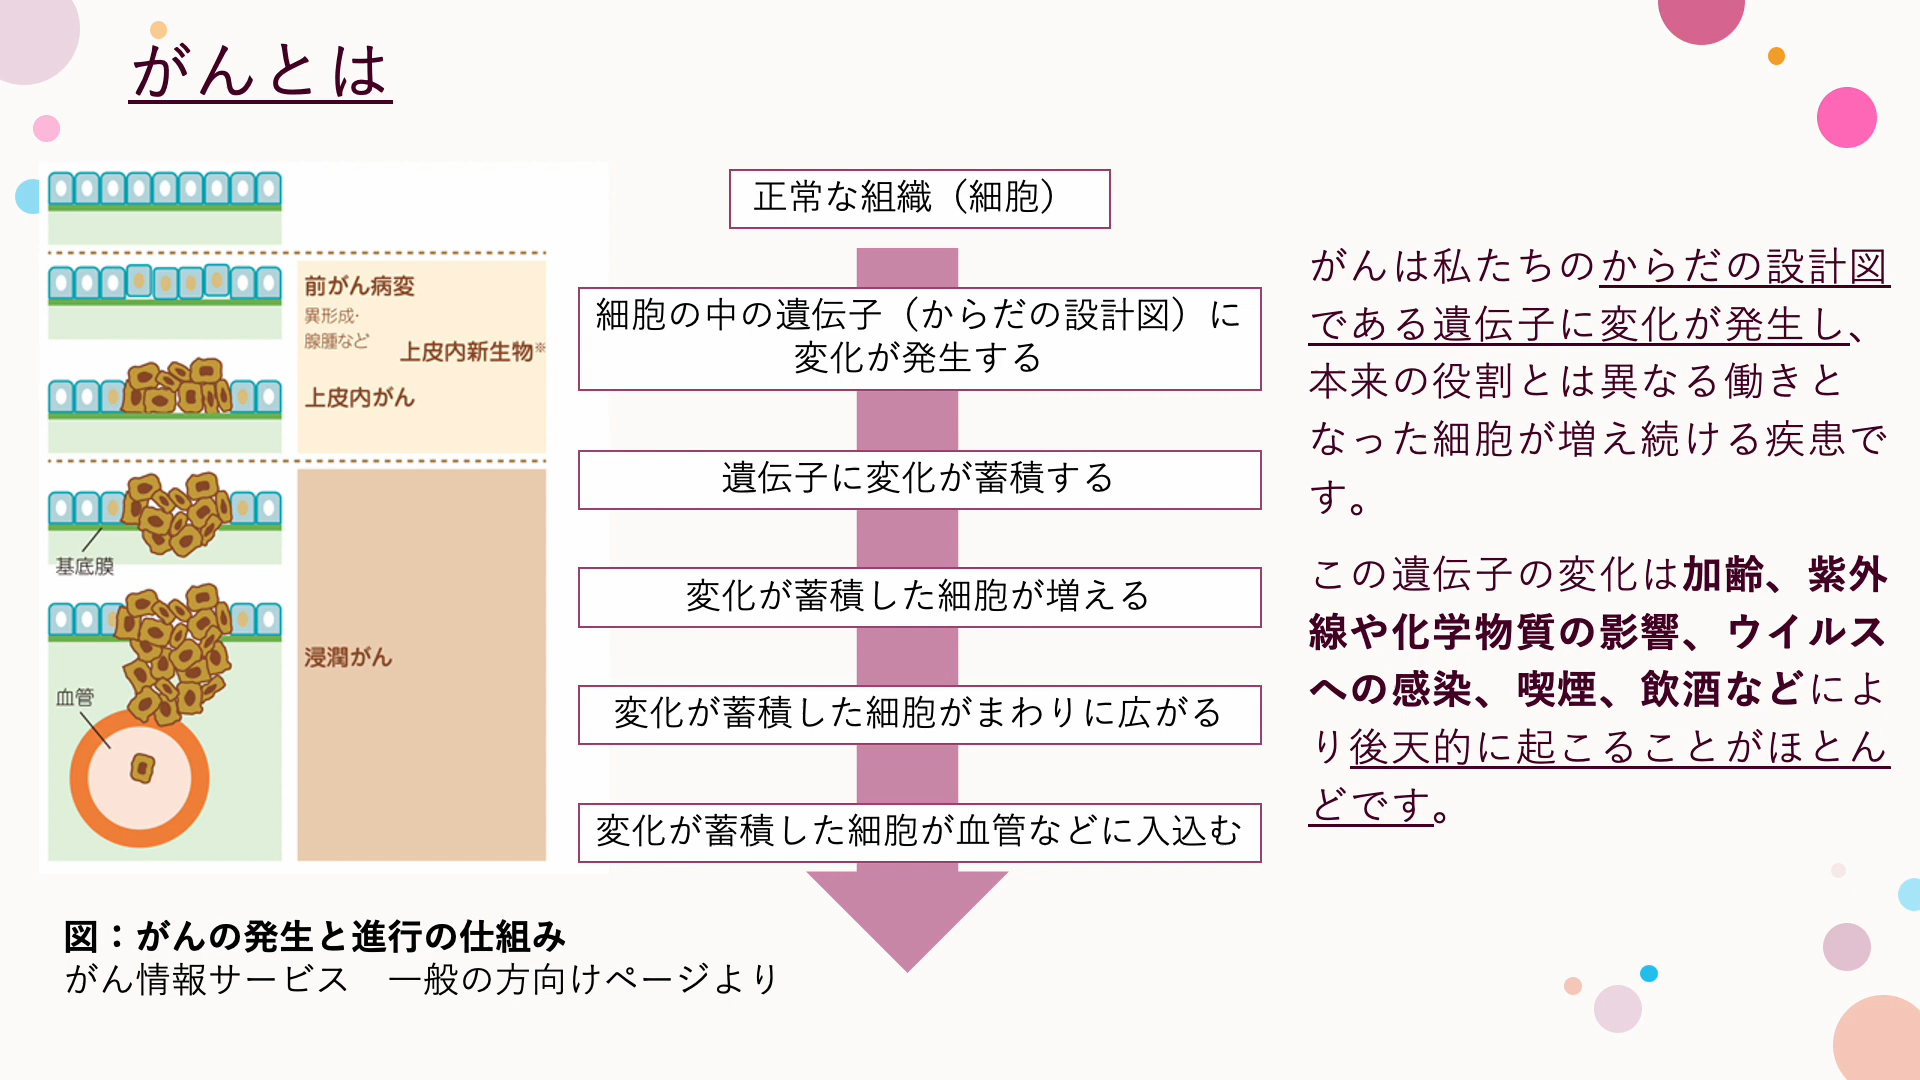 がんとは
前がん病変
異形成・
腺腫など
上皮内新生物※
上皮内がん
基底膜
血管
浸潤がん
正常な組織（細胞）
細胞の中の遺伝子（からだの設計図）に
変化が発生する
遺伝子に変化が蓄積する
変化が蓄積した細胞が増える
変化が蓄積した細胞がまわりに広がる
変化が蓄積した細胞が血管などに入込む
がんは私たちのからだの設計図
である遺伝子に変化が発生し、
本来の役割とは異なる働きと
なった細胞が増え続ける疾患で
す。
この遺伝子の変化は加齢、紫外
線や化学物質の影響、ウイルス
への感染、喫煙、飲酒などによ
り後天的に起こることがほとん
どです。
図：がんの発生と進行の仕組み
がん情報サービス　一般の方向けページより